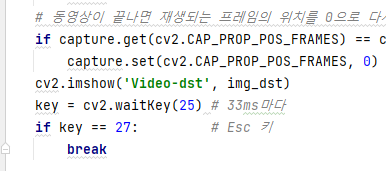 # 동영상이 끝나면 재생되는 프레임의 위치를 0으로 다시
if capture.get(cv2.CAP_PROP_POS_FRAMES) == c
capture.set(cv2.CAP_PROP_POS_FRAMES, 0)
cv2.imshow('Video-dst', img_dst)
key = cv2.waitKey(25) # 33ms마다
if key == 27: # Esc 키
break